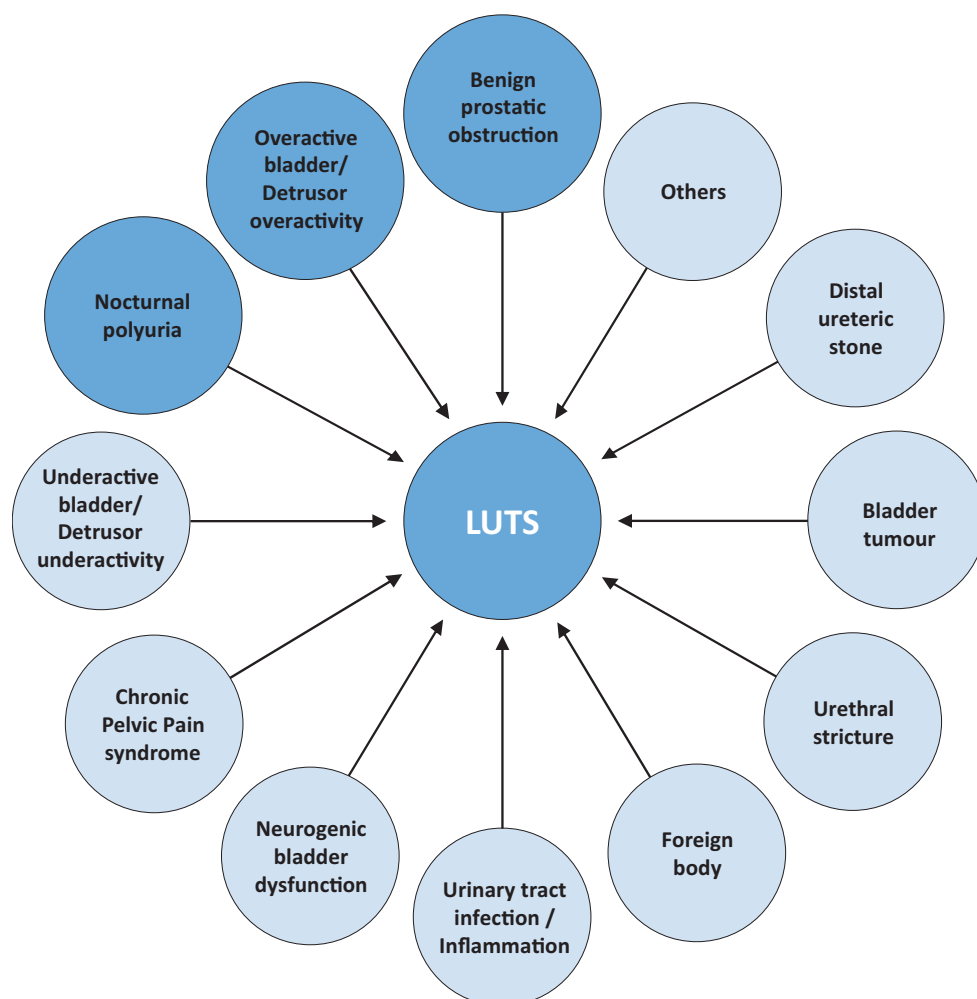 Benign
prostatic
obstruction
Others
Distal
ureteric
stone
Bladder
tumour
Urethral
stricture
Foreign
body
Urinary tract
infection /
Inflammation
Neurogenic
bladder
dysfunction
Chronic
Pelvic Pain
syndrome
Underactive
bladder/
Detrusor
underactivity
Nocturnal
polyuria
Overactive
bladder/
Detrusor
overactivity
LUTS